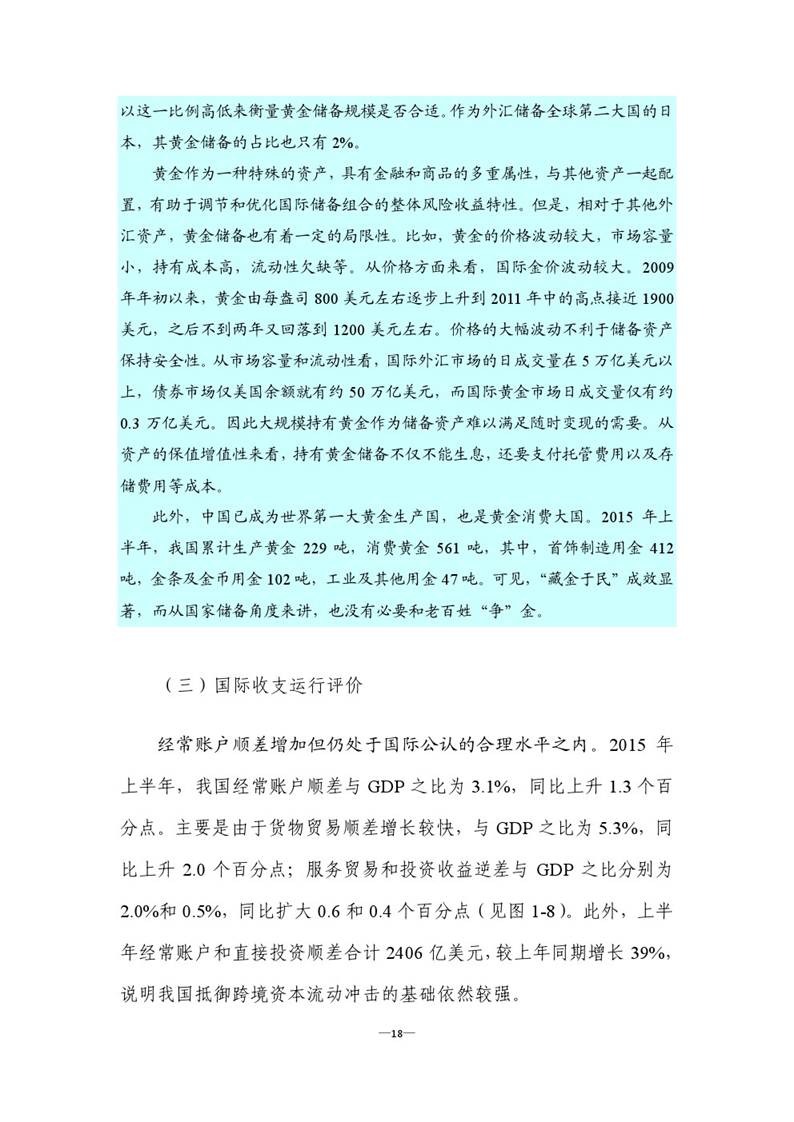 以这一比例高低来衡量黄金储备规模是否合适。作为外汇储备全球第二大国的日
本，其黄金储备的占比也只有 2%。
黄金作为一种特殊的资产，具有金融和商品的多重属性，与其他资产一起配
置，有助于调节和优化国际储备组合的整体风险收益特性。但是，相对于其他外
汇资产，黄金储备也有着一定的局限性。比如，黄金的价格波动较大，市场容量
小，持有成本高，流动性欠缺等。从价格方面来看，国际金价波动较大。2009
年年初以来，黄金由每盎司 800 美元左右逐步上升到 2011 年中的高点接近 1900
美元，之后不到两年又回落到 1200 美元左右。价格的大幅波动不利于储备资产
保持安全性。从市场容量和流动性看，国际外汇市场的日成交量在 5 万亿美元以
上，债券市场仅美国余额就有约 50 万亿美元，而国际黄金市场日成交量仅有约
0.3 万亿美元。因此大规模持有黄金作为储备资产难以满足随时变现的需要。从
资产的保值增值性来看，持有黄金储备不仅不能生息，还要支付托管费用以及存
储费用等成本。
此外，中国已成为世界第一大黄金生产国，也是黄金消费大国。2015 年上
半年，我国累计生产黄金 229 吨，消费黄金 561 吨，其中，首饰制造用金 412
吨，金条及金币用金 102 吨，工业及其他用金 47 吨。可见，“藏金于民”成效显
著，而从国家储备角度来讲，也没有必要和老百姓“争”金。
（三）国际收支运行评价
经常账户顺差增加但仍处于国际公认的合理水平之内。2015 年
上半年，我国经常账户顺差与 GDP 之比为 3.1%，同比上升 1.3 个百
分点。主要是由于货物贸易顺差增长较快，与 GDP 之比为 5.3%，同
比上升 2.0 个百分点；服务贸易和投资收益逆差与 GDP 之比分别为
2.0%和 0.5%，同比扩大 0.6 和 0.4 个百分点（见图 1-8）。此外，上半
年经常账户和直接投资顺差合计 2406 亿美元，较上年同期增长 39%，
说明我国抵御跨境资本流动冲击的基础依然较强。
—18—